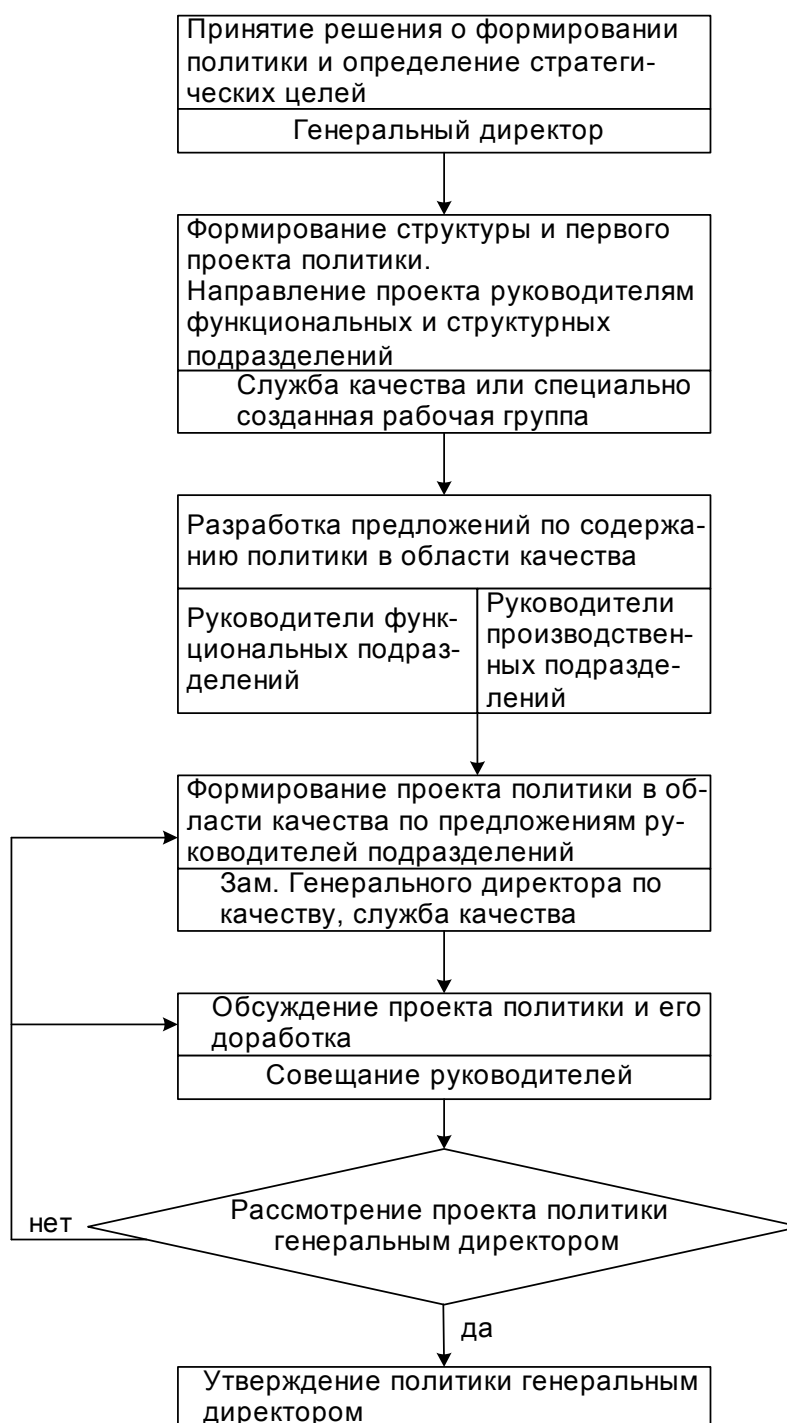 Принятие решения о формировании
политики и определение стратеги-
ческих целей
Генеральный директор
Формирование структуры и первого
проекта политики.
Направление проекта руководителям
функциональных и структурных
подразделений
Служба качества или специально
созданная рабочая группа
Разработка предложений по содержа-
нию политики в области качества
Руководители функ-
циональных подраз-
делений
Руководители
производствен-
ных подразде-
лений
Формирование проекта политики в об-
ласти качества по предложениям ру-
ководителей подразделений
Зам. Генерального директора по
качеству, служба качества
Обсуждение проекта политики и его
доработка
Совещание руководителей
Рассмотрение проекта политики
генеральным директором
нет
да
Утверждение политики генеральным
директором